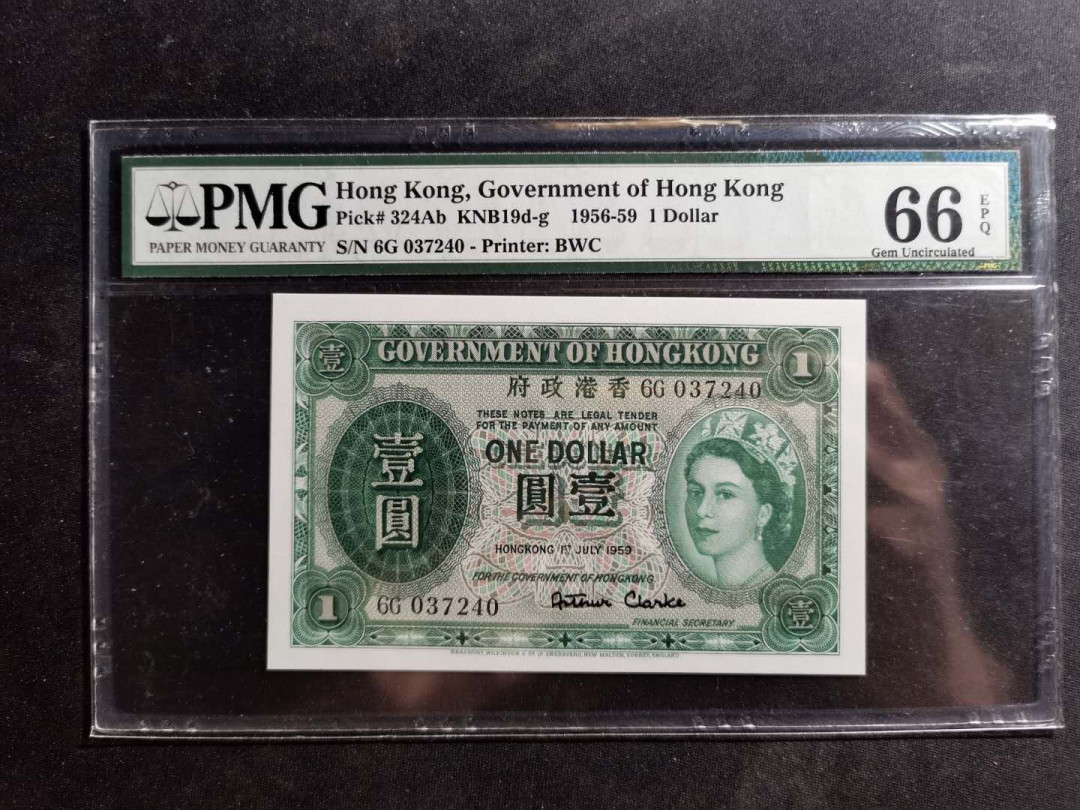 PMG
PAPER MONEY GUARANTY
Hong Kong, Government of Hong Kong
Pick# 324Ab KNB19d-g 1956-59 1 Dollar
S/N 6G 037240 - Printer: BWC
66
EPQ
Gem Uncirculated
壹
GOVERNMENT OF HONGKONG
1
府政港香 6G 037240
THESE NOTES ARE LEGAL TENDER
FOR THE PAYMENT OF ANY AMOUNT
ONE DOLLAR
圓壹
壹
圓
HONGKONG 1ST JULY 1959
FOR THE GOVERNMENT OF HONGKONG
Arthur Clarke
FINANCIAL SECRETARY
1
6G 037240
壹